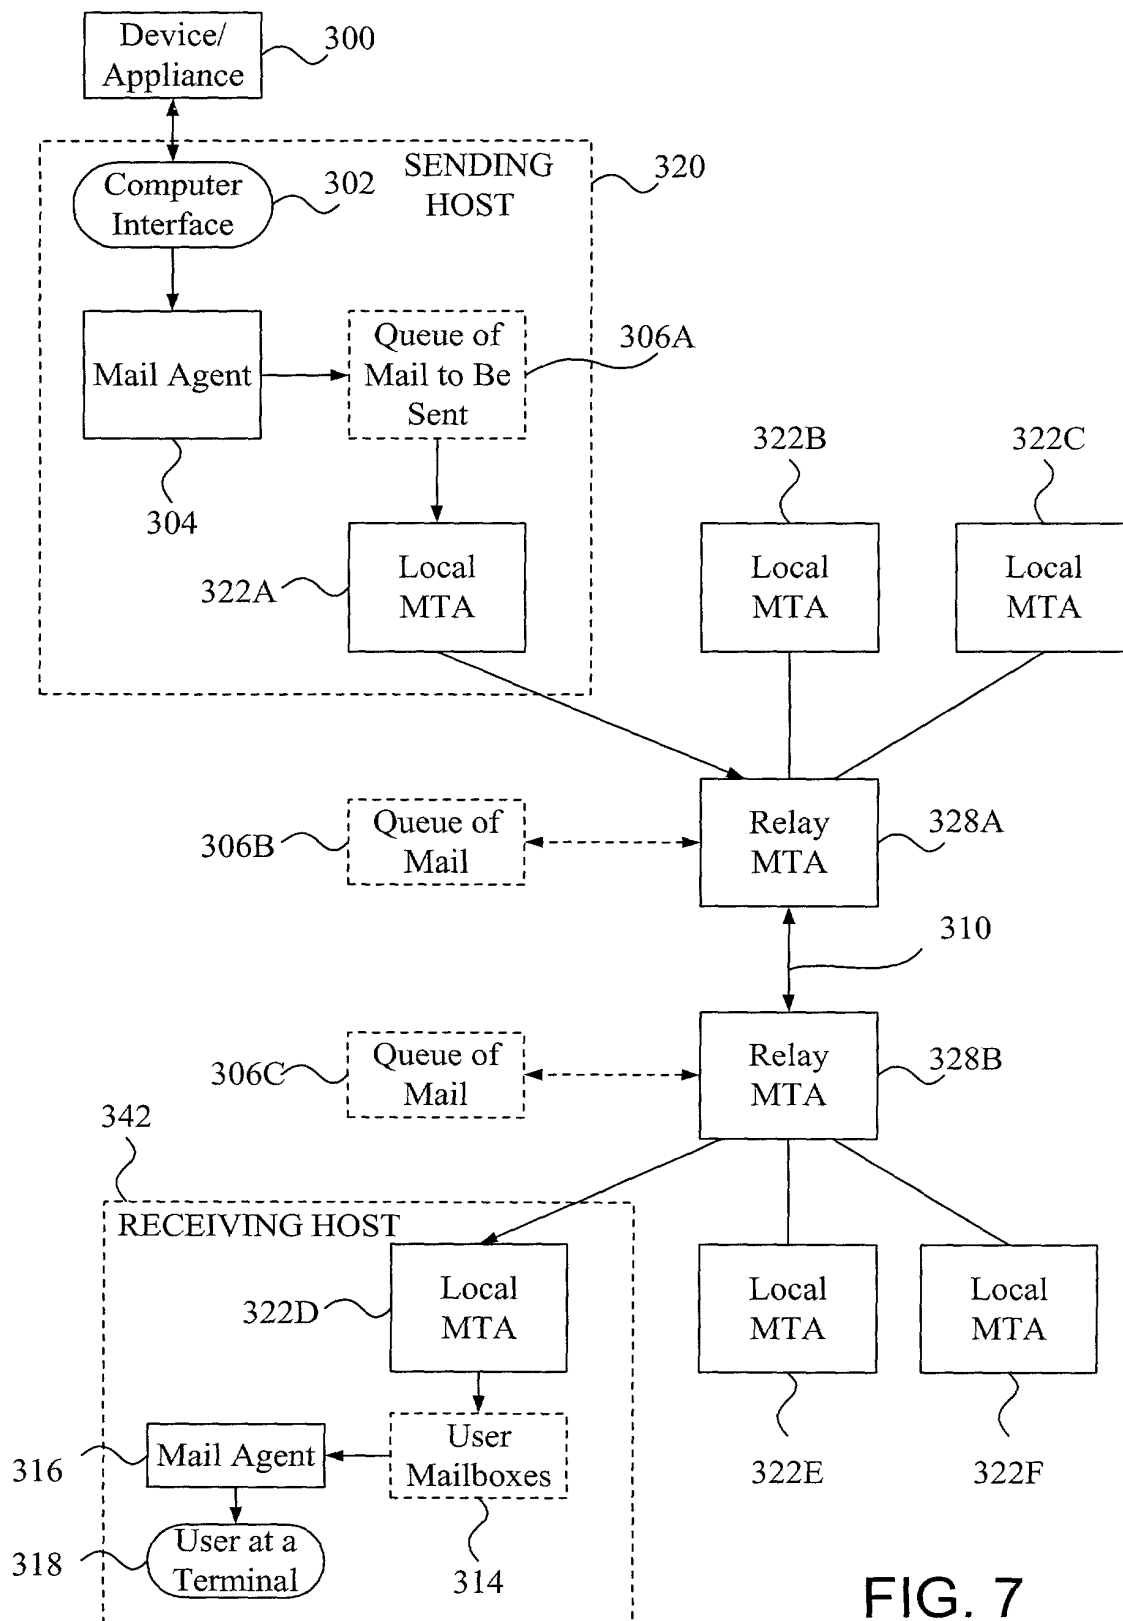 Device/
Appliance
300
SENDING
HOST
320
Computer
Interface
302
Mail Agent
304
Queue of
Mail to Be
Sent
306A
322B
322C
322A
Local
MTA
Local
MTA
Local
MTA
306B
Queue of
Mail
Relay
MTA
328A
310
306C
Queue of
Mail
Relay
MTA
328B
342
RECEIVING HOST
322D
Local
MTA
Local
MTA
Local
MTA
316
Mail Agent
User
Mailboxes
322E
322F
318
User at a
Terminal
314
FIG. 7